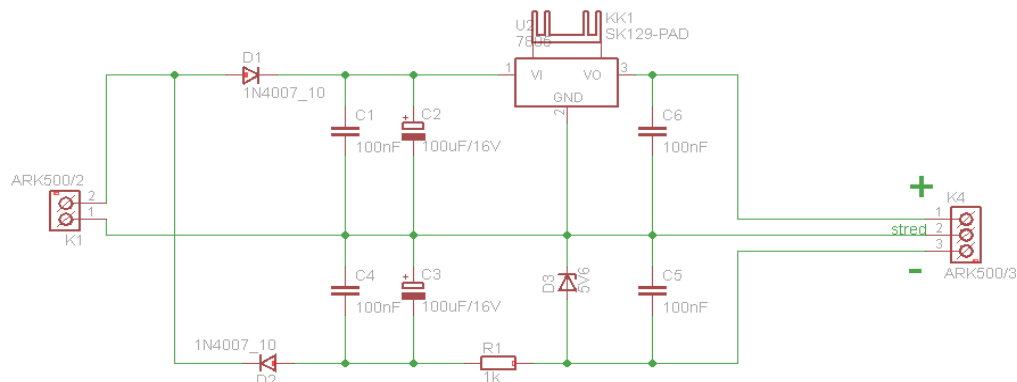 U2
KK1
SK129-PAD
7805
D1
1N4007_10
1
VI
VO
3
GND
2
C1
100nF
C2
+
100uF/16V
C6
100nF
ARK500/2
2
1
K1
+
K4
1
stred
2
3
-
ARK500/3
C4
100nF
C3
+
100uF/16V
D3
5V6
C5
100nF
1N4007_10
D2
R1
1K